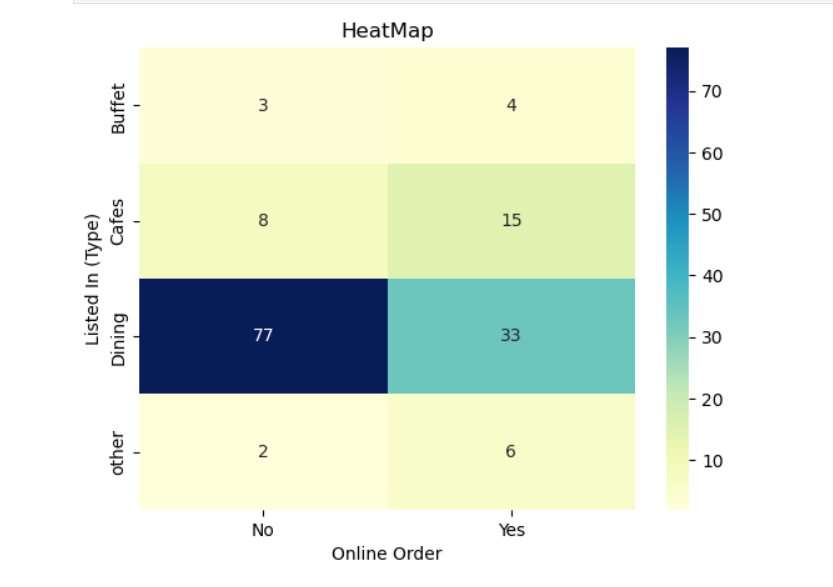 HeatMap
Buffet
3
4
70
60
Cafes
8
15
50
Listed In (Type)
40
Dining
77
33
30
20
other
2
6
10
No
Yes
Online Order